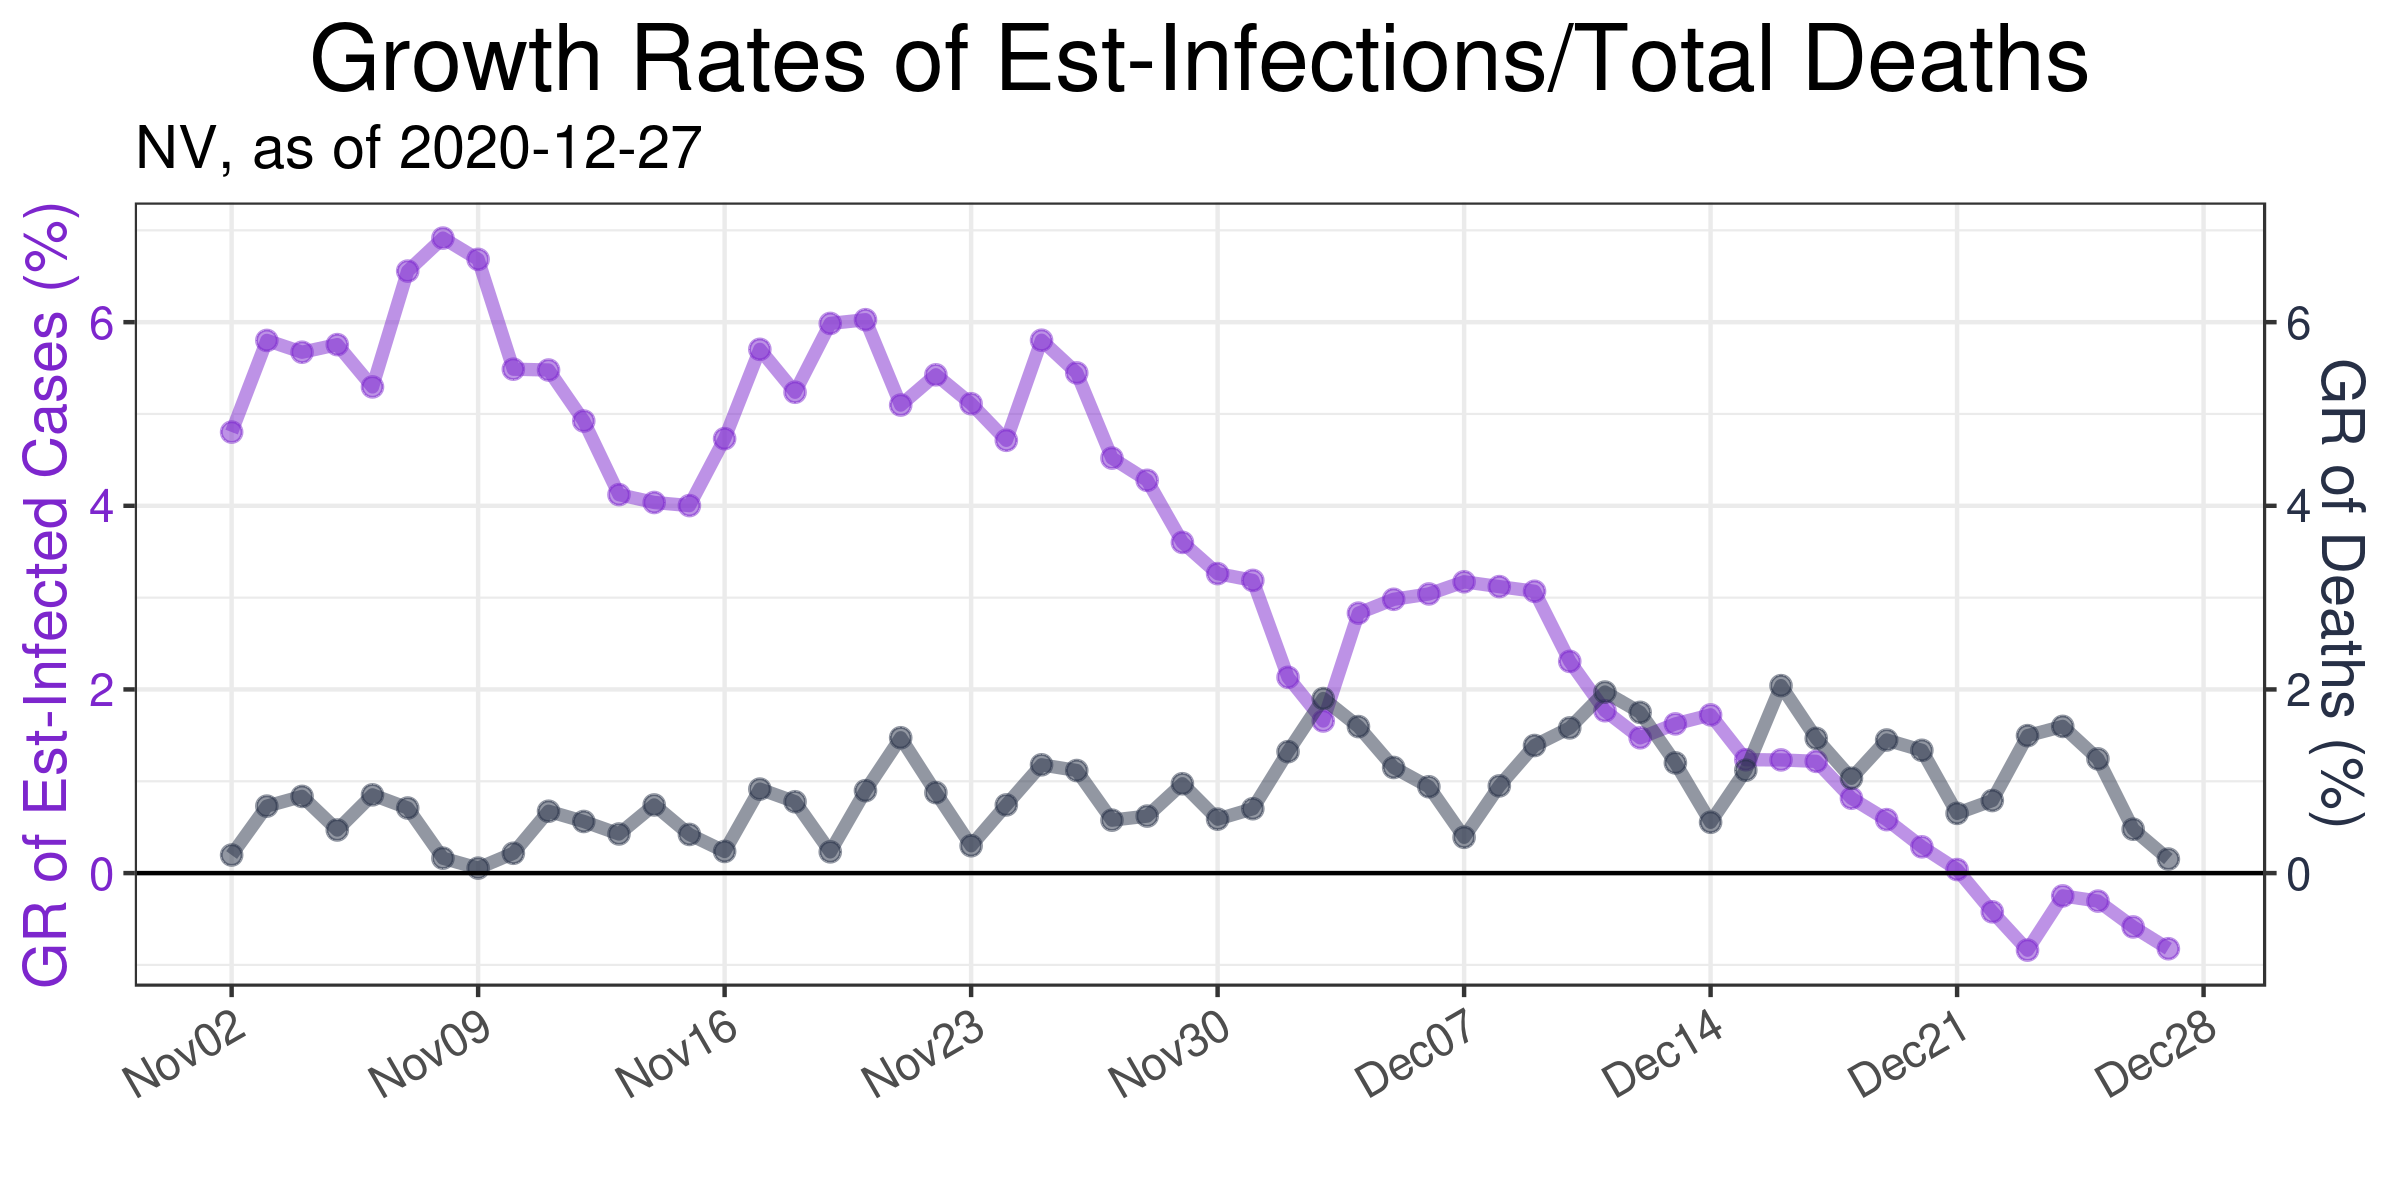 Growth Rates of Est-Infections/Total Deaths
NV, as of 2020-12-27
GR of Est-Infected Cases (%)
6
4
2
0
6
4
2
0
GR of Deaths (%)
Nov02
Nov09
Nov16
Nov23
Nov30
Dec07
Dec14
Dec21
Dec28